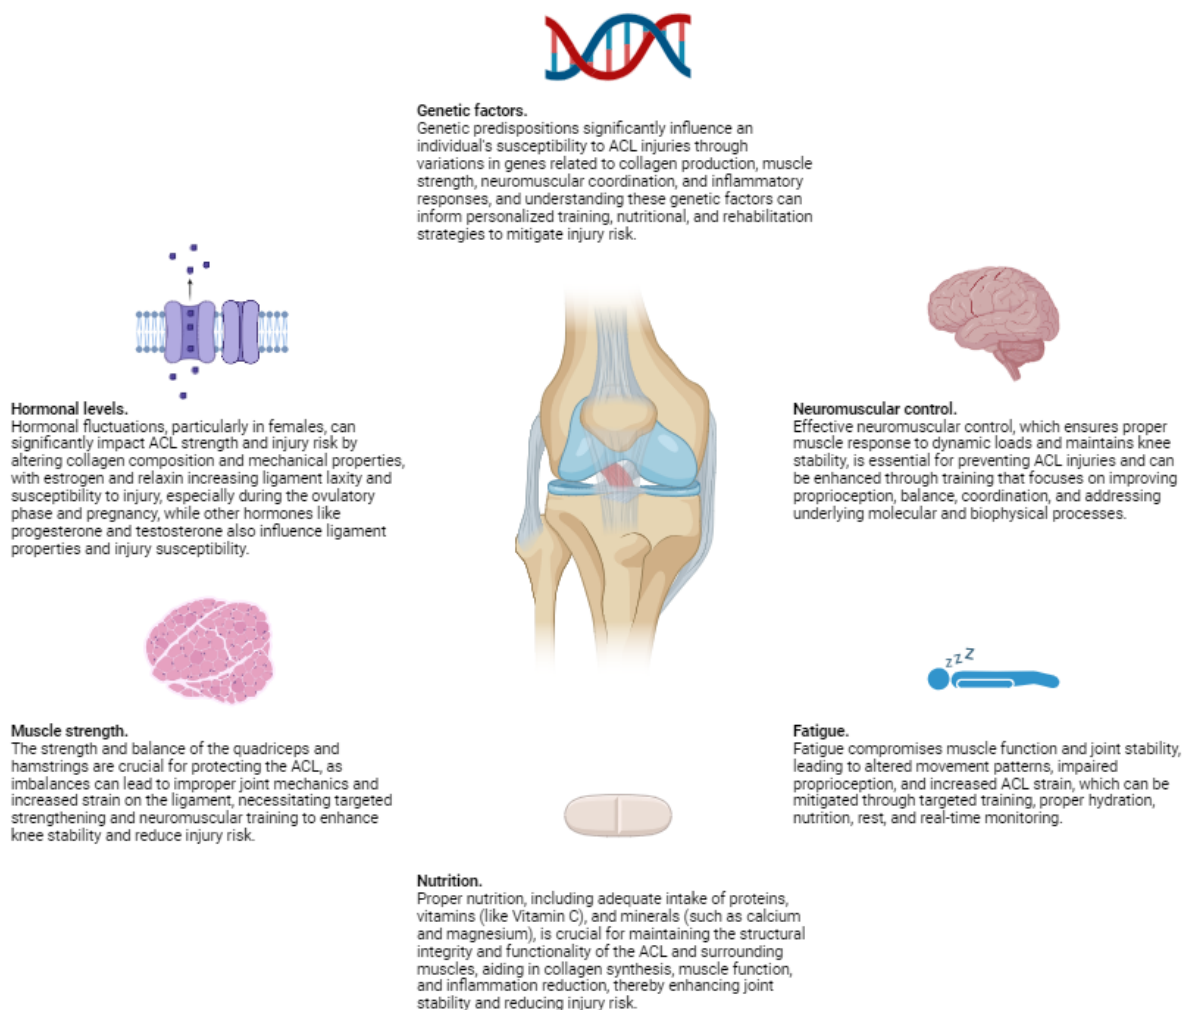 Genetic factors.
Genetic predispositions significantly influence an
individual's susceptibility to ACL injuries through
variations in genes related to collagen production, muscle
strength, neuromuscular coordination, and inflammatory
responses, and understanding these genetic factors can
inform personalized training, nutritional, and rehabilitation
strategies to mitigate injury risk.
Hormonal levels.
Hormonal fluctuations, particularly in females, can
significantly impact ACL strength and injury risk by
altering collagen composition and mechanical properties,
with estrogen and relaxin increasing ligament laxity and
susceptibility to injury, especially during the ovulatory
phase and pregnancy, while other hormones like
progesterone and testosterone also influence ligament
properties and injury susceptibility.
Neuromuscular control.
Effective neuromuscular control, which ensures proper
muscle response to dynamic loads and maintains knee
stability, is essential for preventing ACL injuries and can
be enhanced through training that focuses on improving
proprioception, balance, coordination, and addressing
underlying molecular and biophysical processes.
Muscle strength.
The strength and balance of the quadriceps and
hamstrings are crucial for protecting the ACL, as
imbalances can lead to improper joint mechanics and
increased strain on the ligament, necessitating targeted
strengthening and neuromuscular training to enhance
knee stability and reduce injury risk.
zzZ
Fatigue.
Fatigue compromises muscle function and joint stability,
leading to altered movement patterns, impaired
proprioception, and increased ACL strain, which can be
mitigated through targeted training, proper hydration,
nutrition, rest, and real-time monitoring.
Nutrition.
Proper nutrition, including adequate intake of proteins,
vitamins (like Vitamin C), and minerals (such as calcium
and magnesium), is crucial for maintaining the structural
integrity and functionality of the ACL and surrounding
muscles, aiding in collagen synthesis, muscle function,
and inflammation reduction, thereby enhancing joint
stability and reducing injury risk.